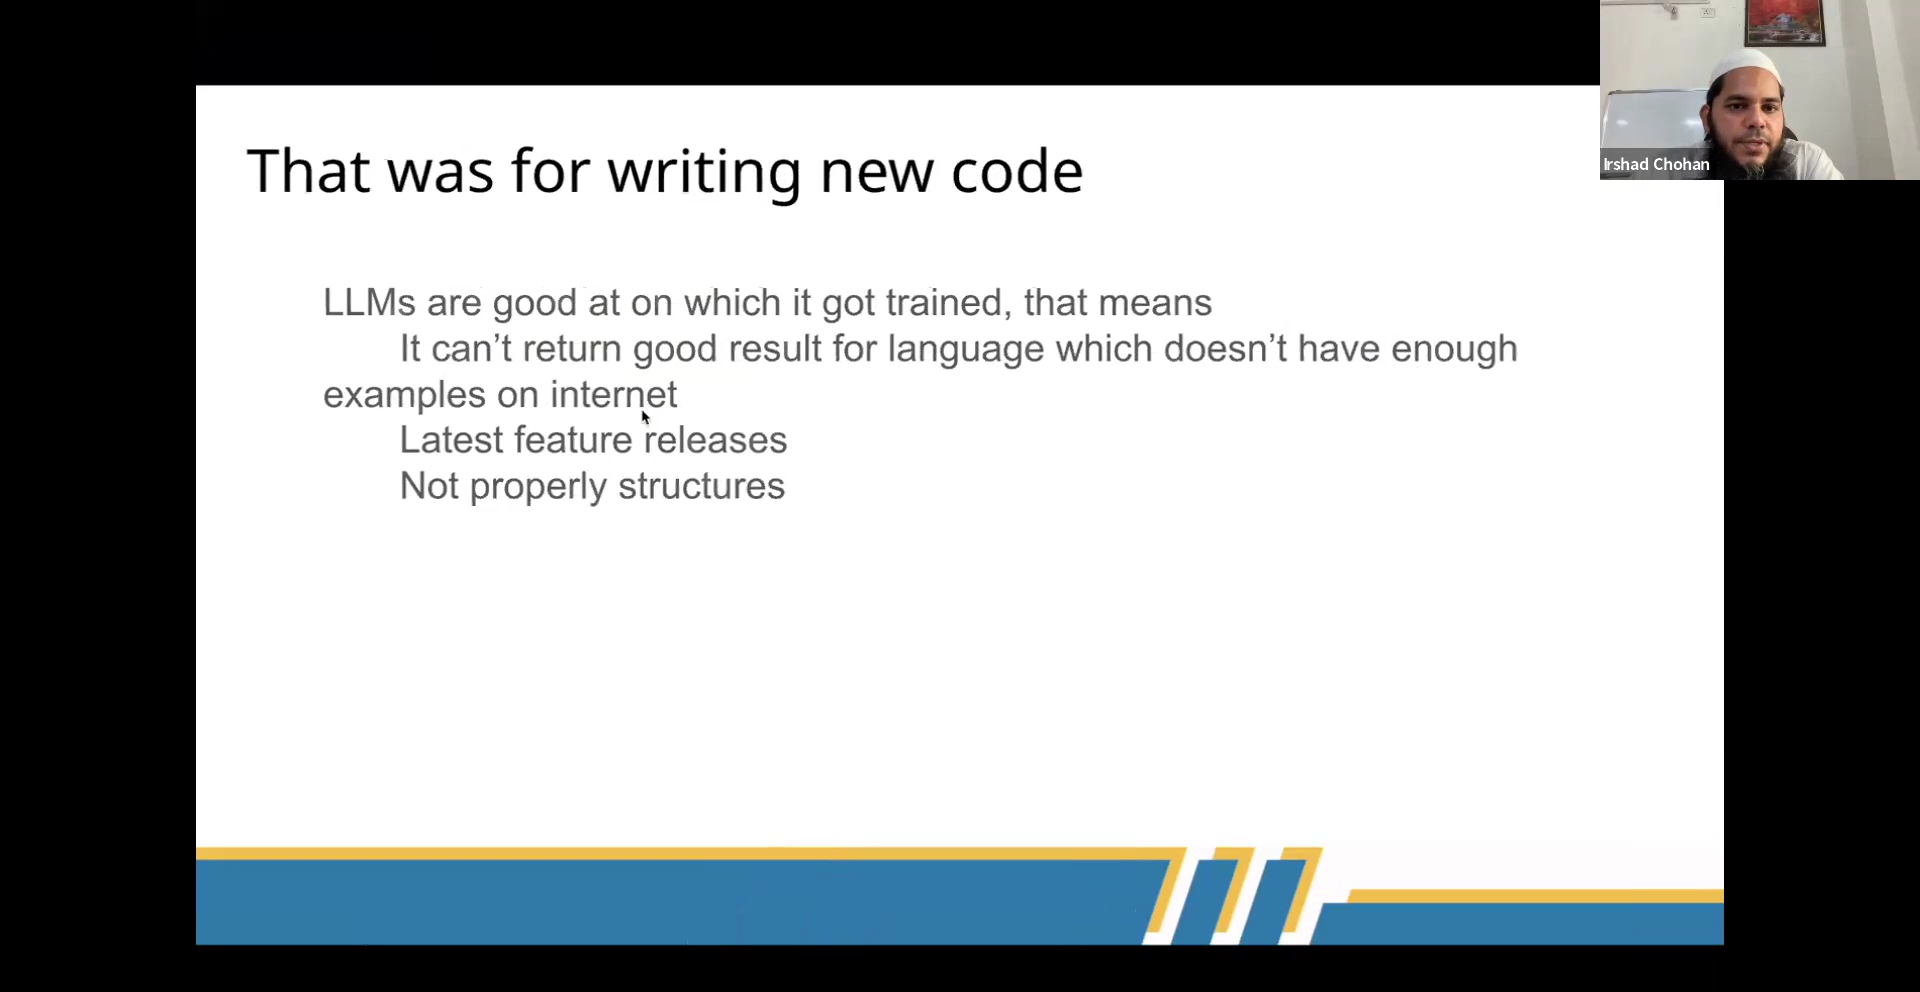 That was for writing new code
LLMs are good at on which it got trained, that means
It can’t return good result for language which doesn’t have enough
examples on internet
Latest feature releases
Not properly structures
Irshad Chohan